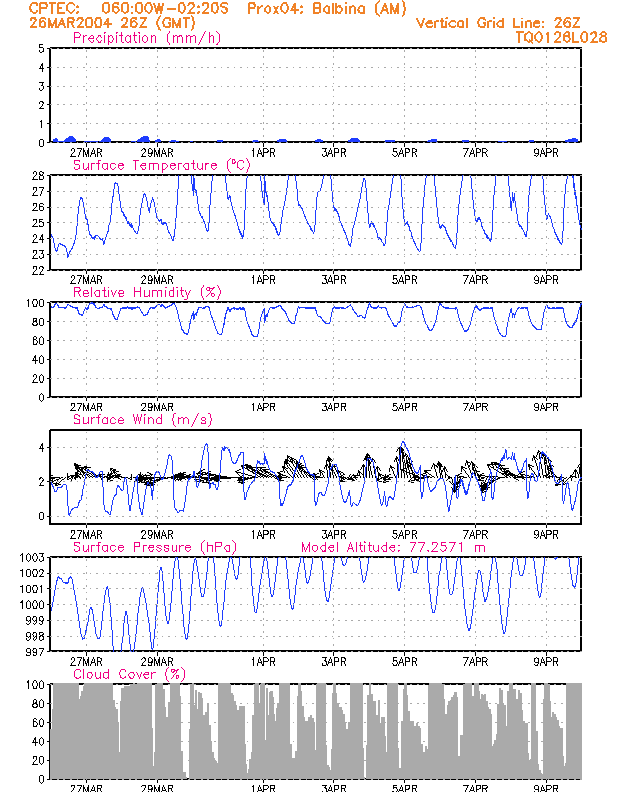 CPTEC: 060:00W-02:20S Prox04: Balbina (AM)
26MAR2004 26Z (GMT) Vertical Grid Line: 26Z
Precipitation (mm/h) TQ0126L028
5
4
3
2
1
0
27MAR 29MAR 1APR 3APR 5APR 7APR 9APR
Surface Temperature (°C)
28
27
26
25
24
23
22
27MAR 29MAR 1APR 3APR 5APR 7APR 9APR
Relative Humidity (%)
100
80
60
40
20
0
27MAR 29MAR 1APR 3APR 5APR 7APR 9APR
Surface Wind (m/s)
4
2
0
27MAR 29MAR 1APR 3APR 5APR 7APR 9APR
Surface Pressure (hPa) Model Altitude: 77.2571 m
1003
1002
1001
1000
999
998
997
27MAR 29MAR 1APR 3APR 5APR 7APR 9APR
Cloud Cover (%)
100
80
60
40
20
0
27MAR 29MAR 1APR 3APR 5APR 7APR 9APR